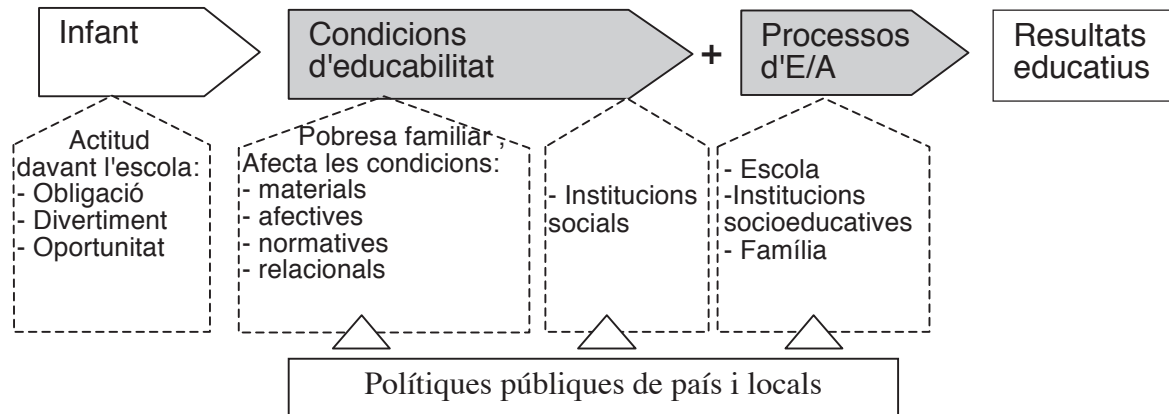 Infant
Condicions
d'educabilitat
+
Processos
d'E/A
Resultats
educatius
Actitud
davant l'escola:
- Obligació
- Divertiment
- Oportunitat
Pobresa familiar,
Afecta les condicions:
- materials
- afectives
- normatives
- relacionals
- Institucions
socials
- Escola
-Institucions
socioeducatives
- Família
Polítiques públiques de país i locals